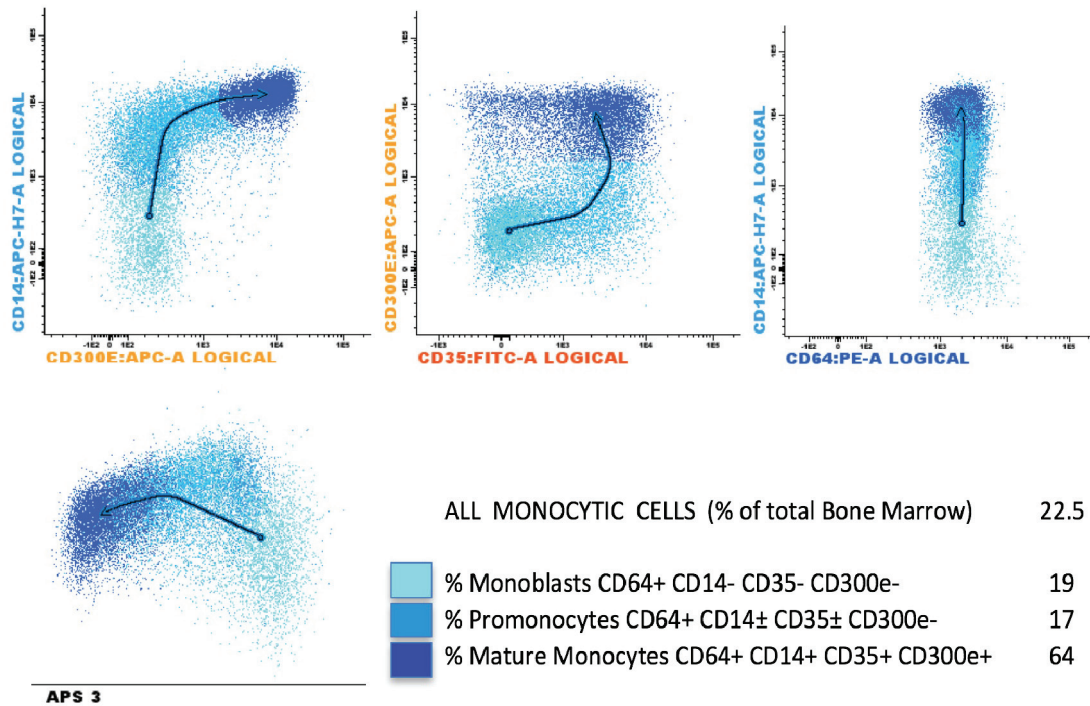 CD14:APC-H7-A LOGICAL
1E5
1E4
1E3
1E2
0
-1E2
-1E2 0 1E3 1E4 1E5
CD300E:APC-A LOGICAL
CD300E:APC-A LOGICAL
1E5
1E4
1E3
1E2
0
-1E2
-1E2 0 1E3 1E4 1E5
CD35:FITC-A LOGICAL
CD14:APC-H7-A LOGICAL
1E5
1E4
1E3
1E2
0
-1E2
-1E2 0 1E3 1E4 1E5
CD64:PE-A LOGICAL
ALL MONOCYTIC CELLS (% of total Bone Marrow) 22.5
% Monoblasts CD64+ CD14- CD35- CD300e- 19
% Promonocytes CD64+ CD14± CD35± CD300e- 17
% Mature Monocytes CD64+ CD14+ CD35+ CD300e+ 64
APS 3